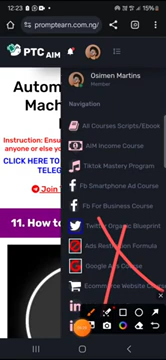 12:23
promptearn.com.ng/
PTC
AIM
Osimen Martins
Member
Navigation
All Courses Scripts/Ebook
AIM Income Course
Tiktok Mastery Program
Fb Smartphone Ad Course
Fb For Business Course
Twitter Organic Blueprint
Ads Restriction Formula
Google Ads Course
Ecommerce Website Cour
Autom
Mach
Instruction: Ensur
anyone or else yo
CLICK HERE TO
TELEG
Join
11. How to